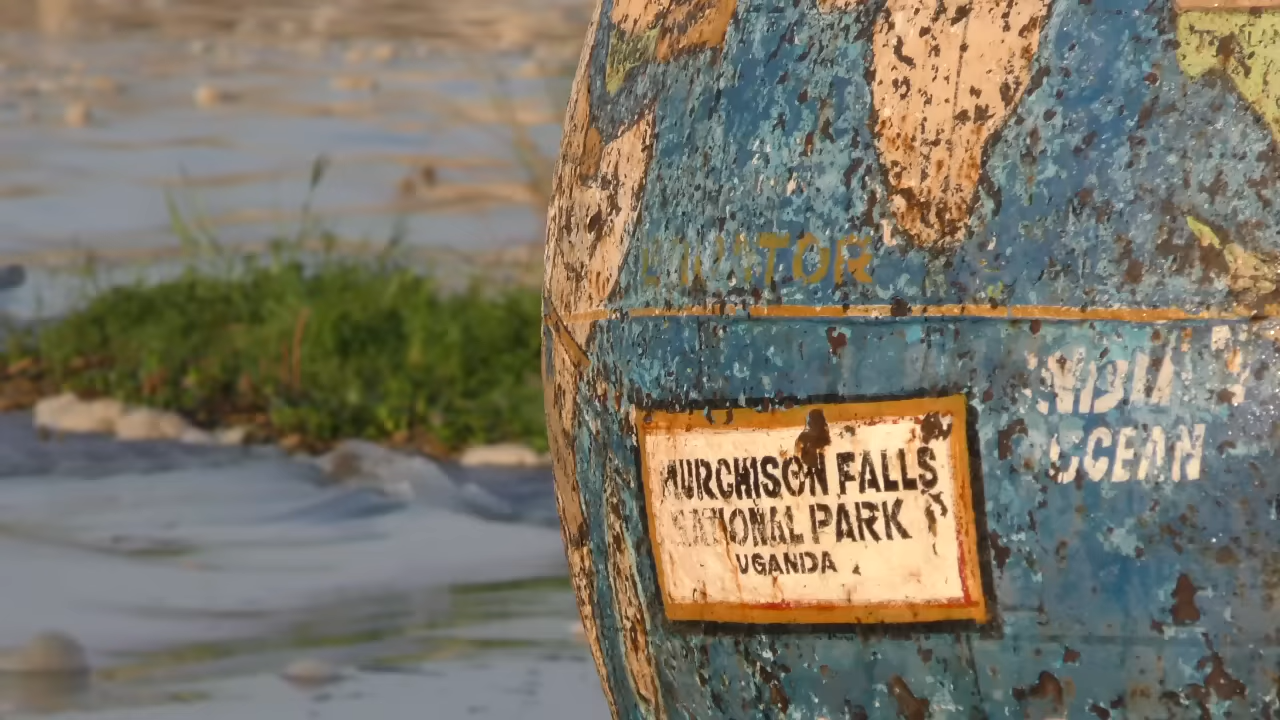 EQUATOR
INDIAN
OCEAN
MURCHISON FALLS
NATIONAL PARK
UGANDA